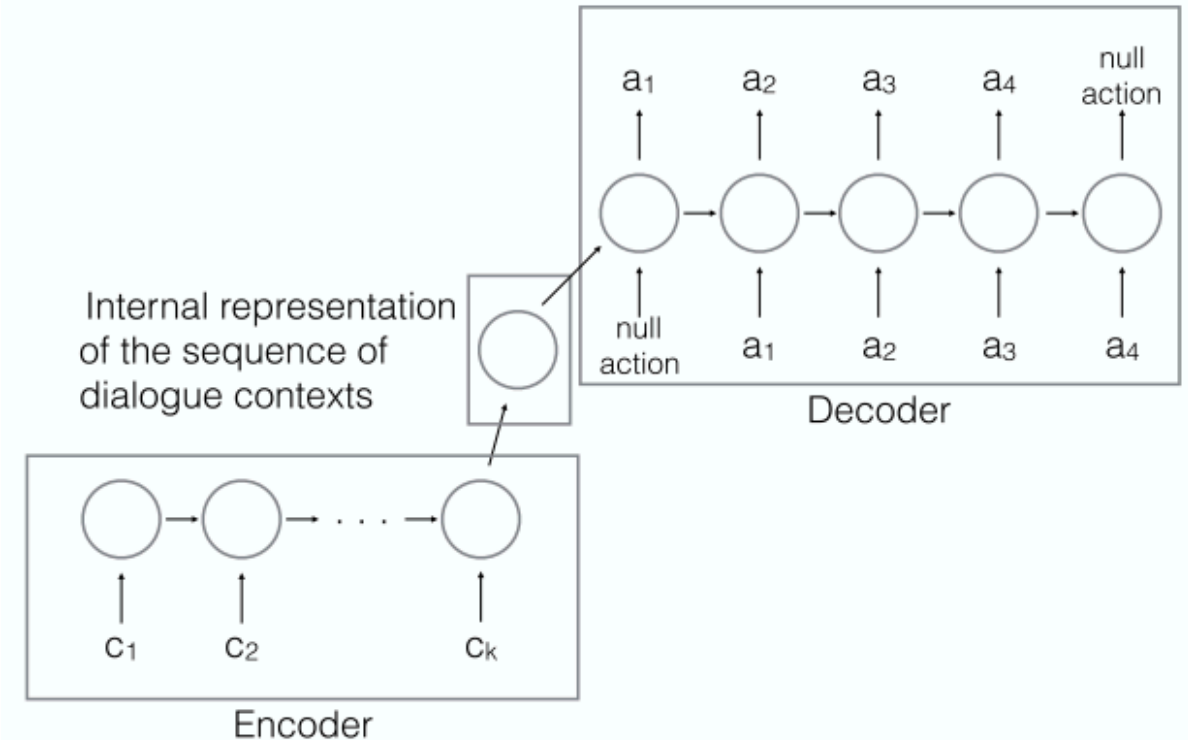 a₁ a₂ a₃ a₄ null
action
null
action
a₁ a₂ a₃ a₄
Decoder
Internal representation
of the sequence of
dialogue contexts
. . .
c₁ c₂ cₖ
Encoder